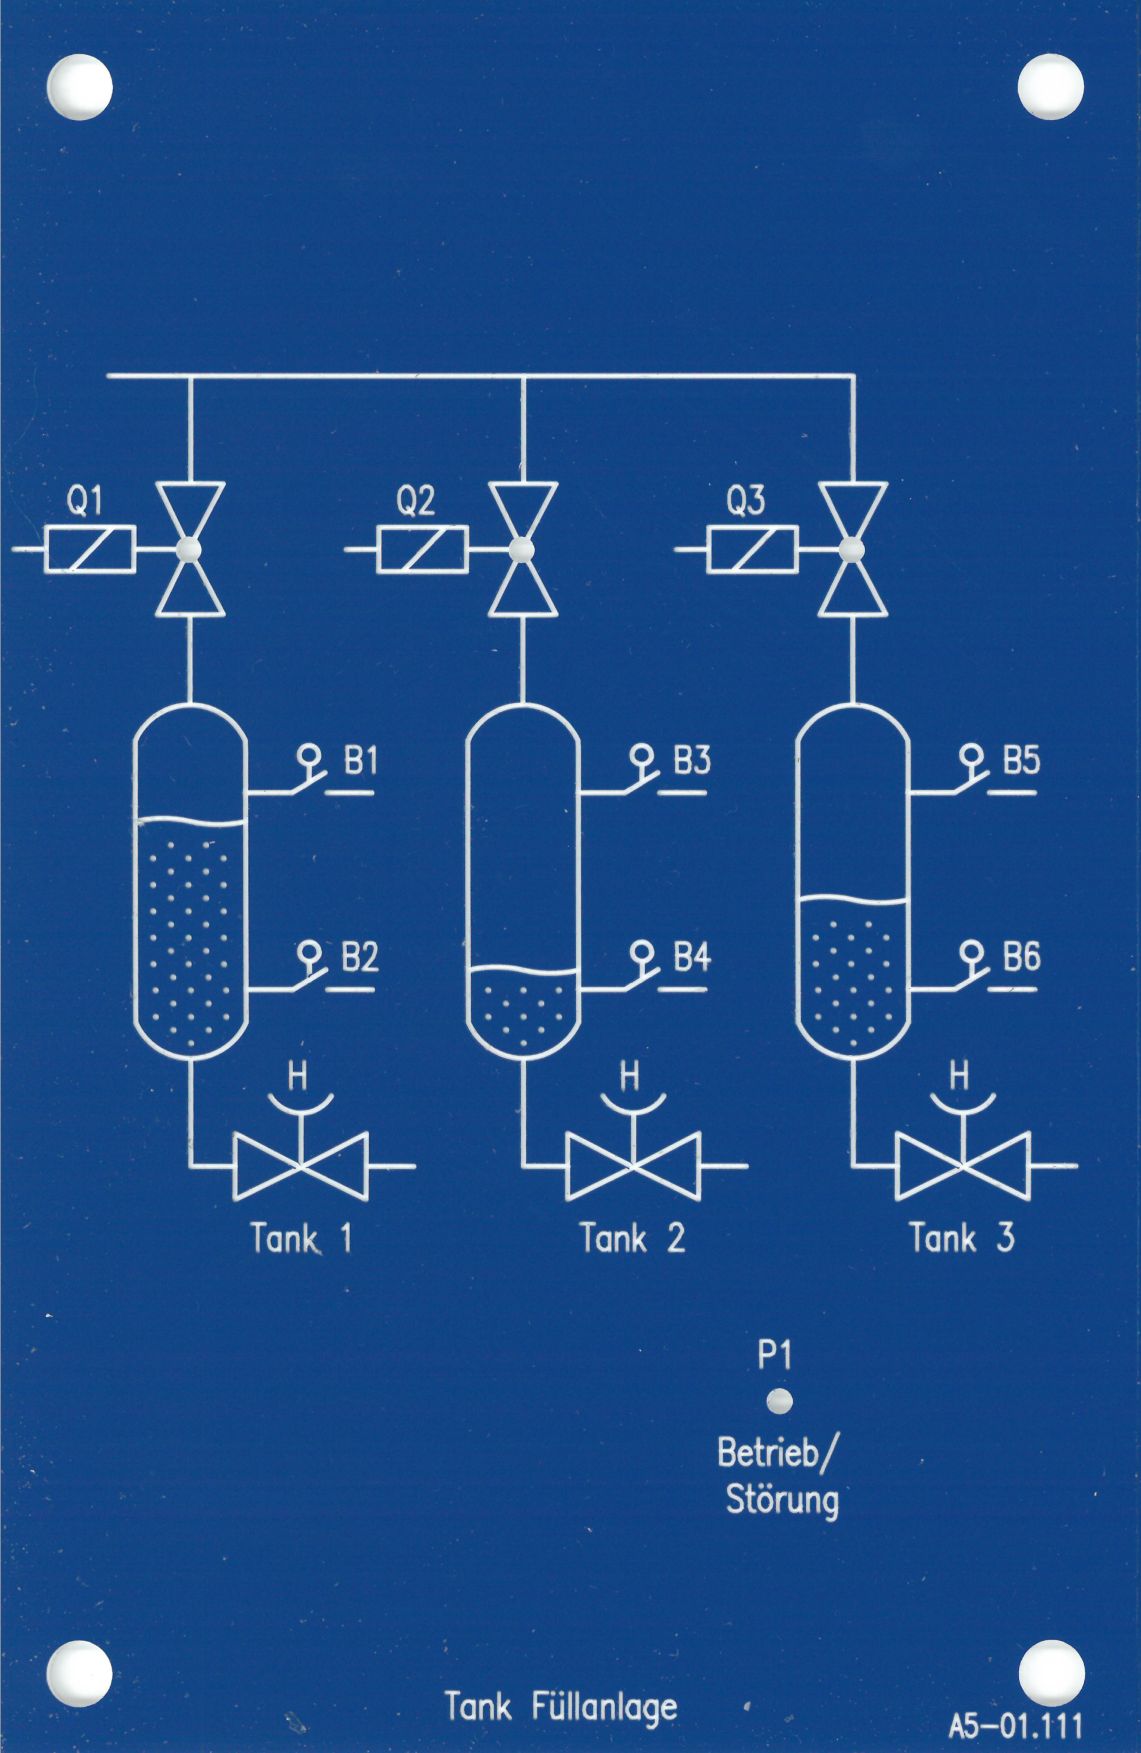 Q1 Q2 Q3
B1 B3 B5
B2 B4 B6
H H H
Tank 1 Tank 2 Tank 3
P1
Betrieb/
Störung
Tank Füllanlage
A5-01.111